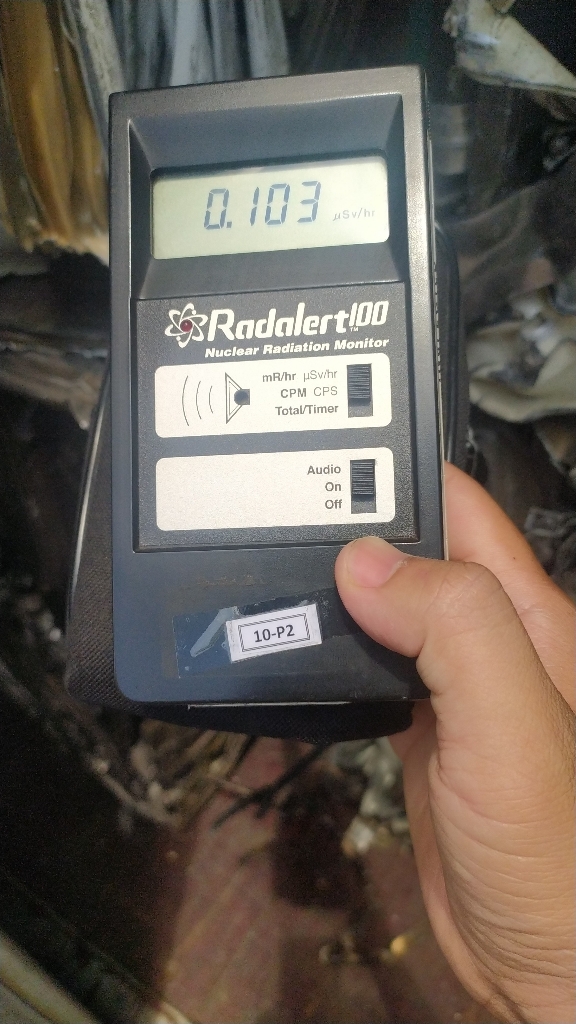 0.103 µSv/hr
Radalert100™
Nuclear Radiation Monitor
mR/hr µSv/hr
CPM CPS
Total/Timer
Audio
On
Off
10-P2